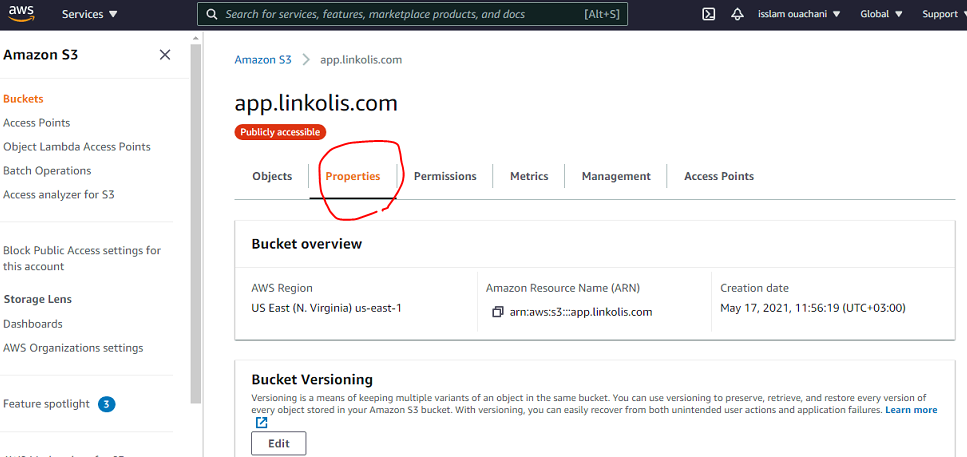 aws
Services
Search for services, features, marketplace products, and docs
[Alt+S]
isslam ouachani
Global
Support
Amazon S3
Buckets
Access Points
Object Lambda Access Points
Batch Operations
Access analyzer for S3
Block Public Access settings for
this account
Storage Lens
Dashboards
AWS Organizations settings
Feature spotlight 3
Amazon S3 > app.linkolis.com
app.linkolis.com
Publicly accessible
Objects
Properties
Permissions
Metrics
Management
Access Points
Bucket overview
AWS Region
US East (N. Virginia) us-east-1
Amazon Resource Name (ARN)
arn:aws:s3:::app.linkolis.com
Creation date
May 17, 2021, 11:56:19 (UTC+03:00)
Bucket Versioning
Versioning is a means of keeping multiple variants of an object in the same bucket. You can use versioning to preserve, retrieve, and restore every version
of every object stored in your Amazon S3 bucket. With versioning, you can easily recover from both unintended user actions and application failures. Learn more
Edit